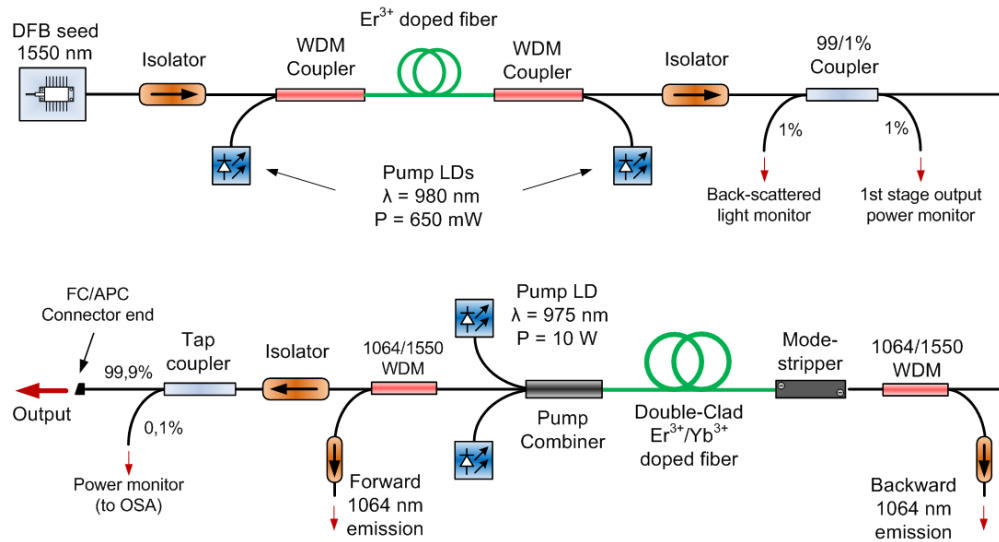 DFB seed
1550 nm
Isolator
WDM
Coupler
Er³⁺ doped fiber
WDM
Coupler
Isolator
99/1%
Coupler
1%
1%
Pump LDs
λ = 980 nm
P = 650 mW
Back-scattered
light monitor
1st stage output
power monitor
FC/APC
Connector end
Tap
coupler
99,9%
Output
0,1%
Power monitor
(to OSA)
Isolator
1064/1550
WDM
Forward
1064 nm
emission
Pump LD
λ = 975 nm
P = 10 W
Pump
Combiner
Double-Clad
Er³⁺/Yb³⁺
doped fiber
Mode-
stripper
1064/1550
WDM
Backward
1064 nm
emission